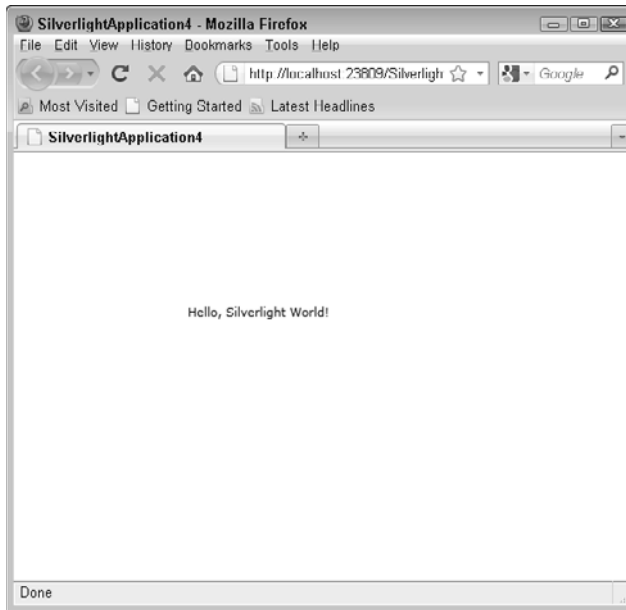 SilverlightApplication4 - Mozilla Firefox
File Edit View History Bookmarks Tools Help
http://localhost:23809/Silverligh
Google
Most Visited Getting Started Latest Headlines
SilverlightApplication4
Hello, Silverlight World!
Done